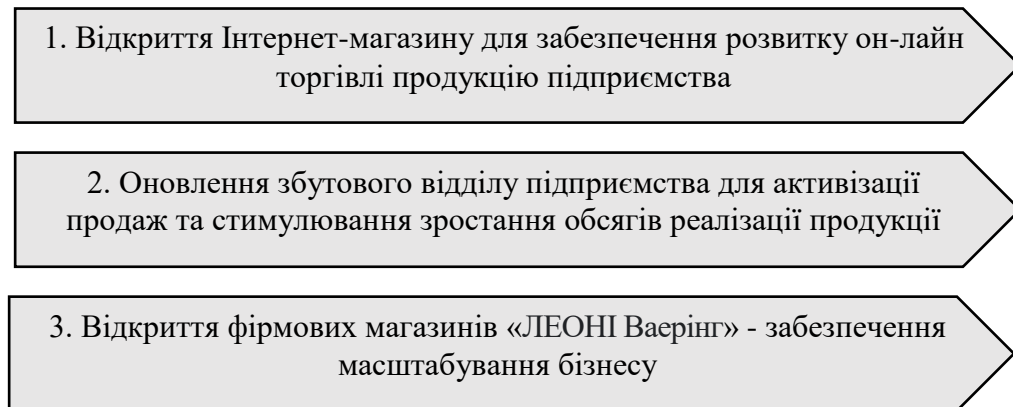 1. Відкриття Інтернет-магазину для забезпечення розвитку он-лайн
торгівлі продукцію підприємства
2. Оновлення збутового відділу підприємства для активізації
продаж та стимулювання зростання обсягів реалізації продукції
3. Відкриття фірмових магазинів «ЛЕОНІ Ваерінг» - забезпечення
масштабування бізнесу